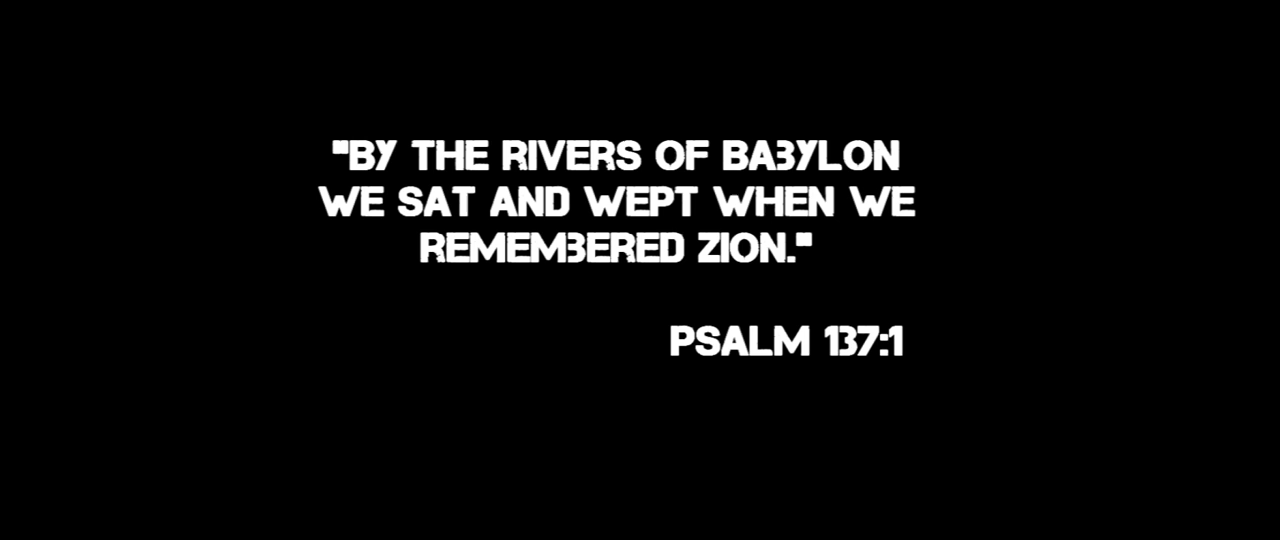 "BY THE RIVERS OF BABYLON
WE SAT AND WEPT WHEN WE
REMEMBERED ZION."
PSALM 137:1